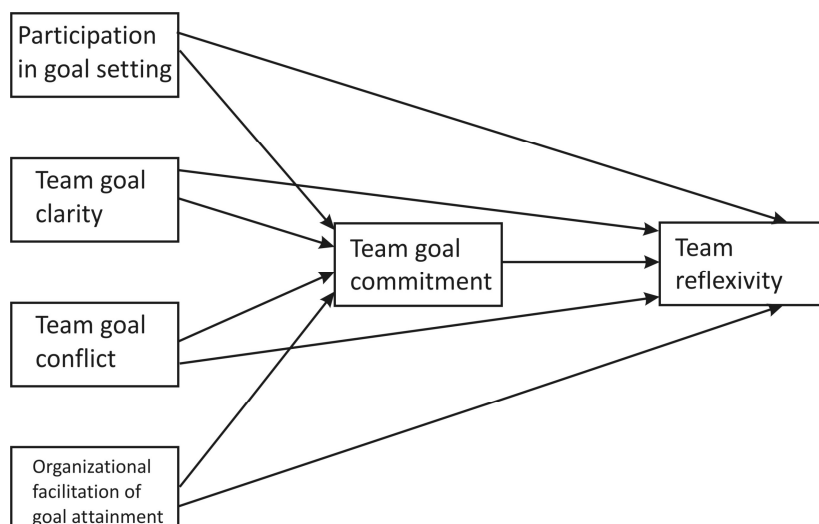 Participation
in goal setting
Team goal
clarity
Team goal
commitment
Team
reflexivity
Team goal
conflict
Organizational
facilitation of
goal attainment